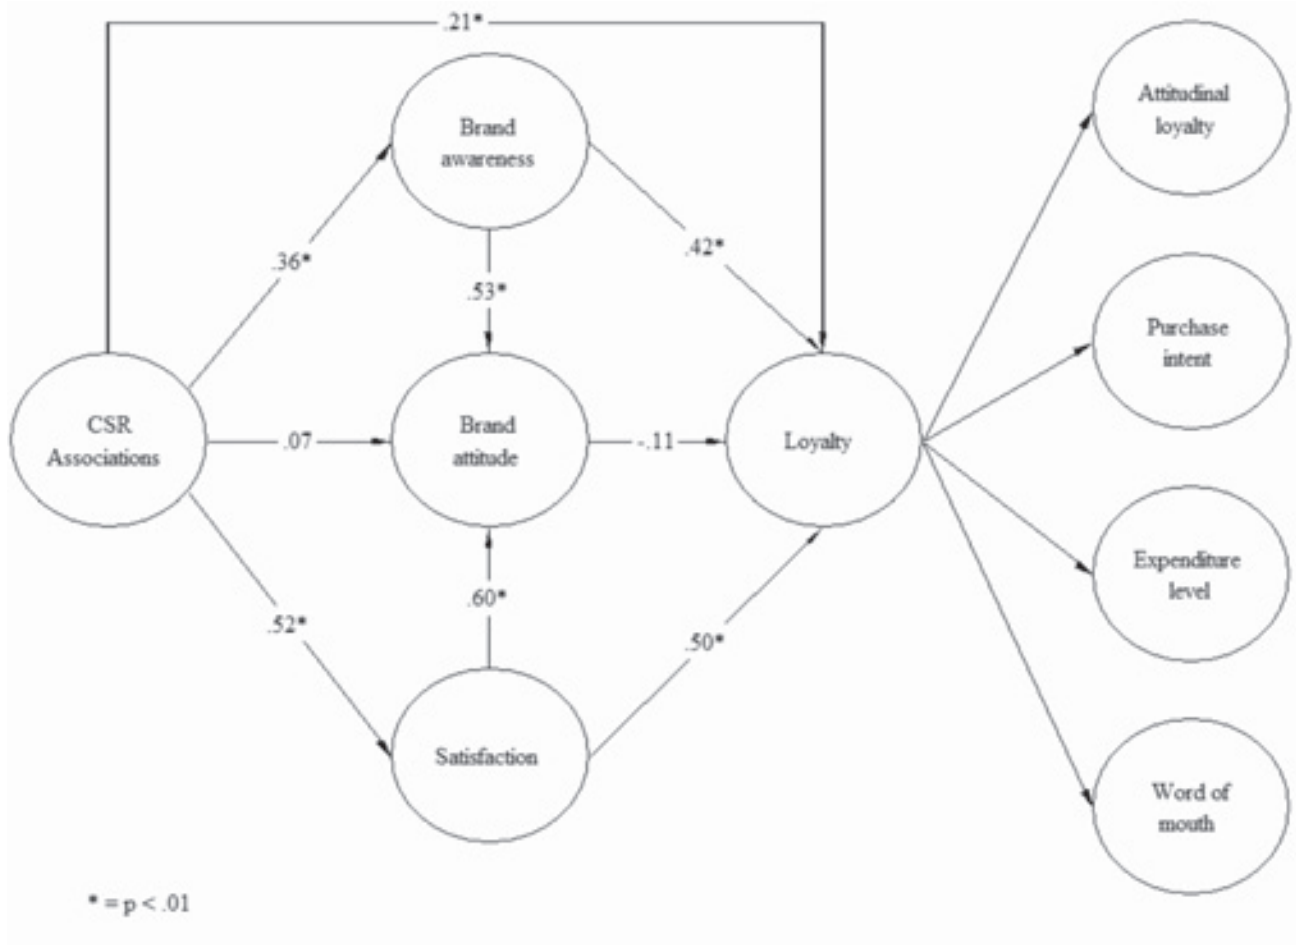 .21*
Brand
awareness
Attitudinal
loyalty
.36*
.42*
.53*
Purchase
intent
CSR
Associations
.07
Brand
attitude
-.11
Loyalty
Expenditure
level
.60*
.52*
.50*
Satisfaction
Word of
mouth
* = p < .01